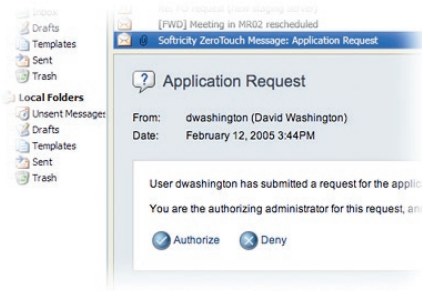 Inbox
Drafts
Templates
Sent
Trash
Local Folders
Unsent Messages
Drafts
Templates
Sent
Trash
[FWD] Meeting in MR02 rescheduled
Softricity ZeroTouch Message: Application Request
Application Request
From: dwashington (David Washington)
Date: February 12, 2005 3:44PM
User dwashington has submitted a request for the applic
You are the authorizing administrator for this request, an
Authorize Deny